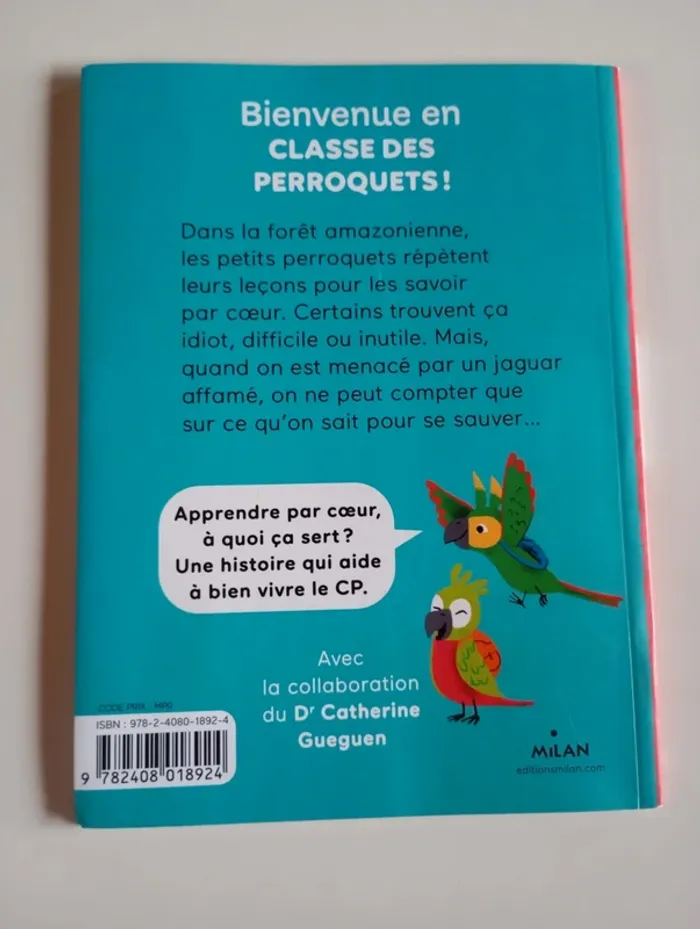 Bienvenue en
CLASSE DES
PERROQUETS !
Dans la forêt amazonienne,
les petits perroquets répètent
leurs leçons pour les savoir
par cœur. Certains trouvent ça
idiot, difficile ou inutile. Mais,
quand on est menacé par un jaguar
affamé, on ne peut compter que
sur ce qu'on sait pour se sauver...
Apprendre par cœur,
à quoi ça sert ?
Une histoire qui aide
à bien vivre le CP.
Avec
la collaboration
du Dr Catherine
Gueguen
CODE PRIX : MP0
ISBN : 978-2-4080-1892-4
9 782408 018924
MiLAN
editionsmilan.com